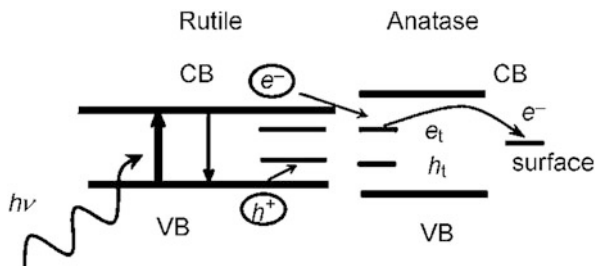 Rutile Anatase
CB e⁻ CB
e⁻
eₜ
hₜ surface
hν
VB h⁺ VB